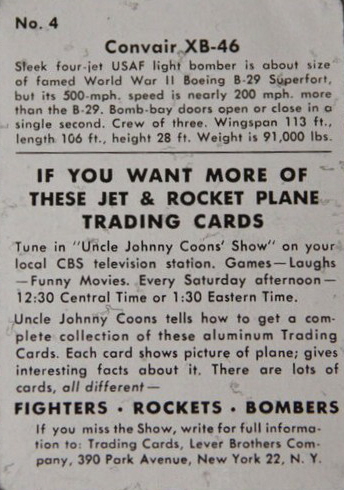 No. 4
Convair XB-46
Sleek four-jet USAF light bomber is about size
of famed World War II Boeing B-29 Superfort,
but its 500-mph. speed is nearly 200 mph. more
than the B-29. Bomb-bay doors open or close in a
single second. Crew of three. Wingspan 113 ft.,
length 106 ft., height 28 ft. Weight is 91,000 lbs.
IF YOU WANT MORE OF
THESE JET & ROCKET PLANE
TRADING CARDS
Tune in "Uncle Johnny Coons' Show" on your
local CBS television station. Games—Laughs
—Funny Movies. Every Saturday afternoon—
12:30 Central Time or 1:30 Eastern Time.
Uncle Johnny Coons tells how to get a com-
plete collection of these aluminum Trading
Cards. Each card shows picture of plane; gives
interesting facts about it. There are lots of
cards, all different—
FIGHTERS • ROCKETS • BOMBERS
If you miss the Show, write for full informa-
tion to: Trading Cards, Lever Brothers Com-
pany, 390 Park Avenue, New York 22, N. Y.